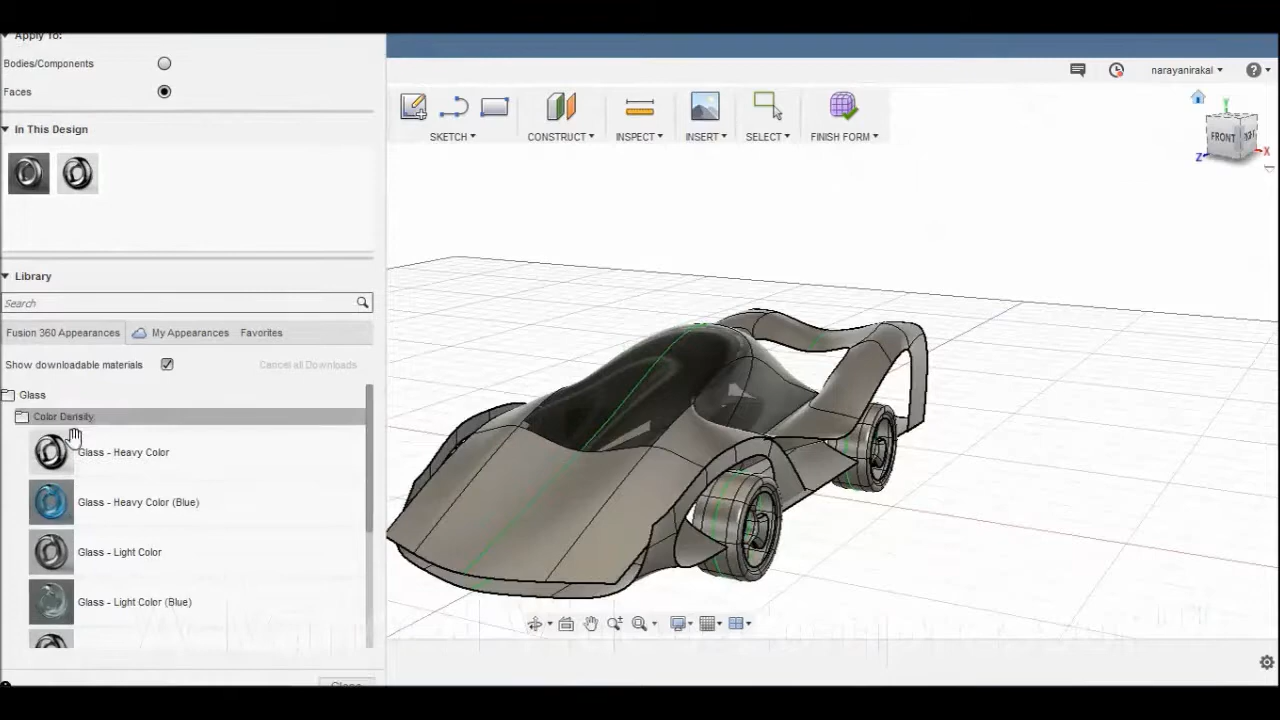 Apply To:
Bodies/Components
Faces
In This Design
Library
Search
Fusion 360 Appearances My Appearances Favorites
Show downloadable materials Cancel all Downloads
Glass
Color Density
Glass - Heavy Color
Glass - Heavy Color (Blue)
Glass - Light Color
Glass - Light Color (Blue)
Close
narayanirakal
SKETCH CONSTRUCT INSPECT INSERT SELECT FINISH FORM
FRONT
Y
X
Z